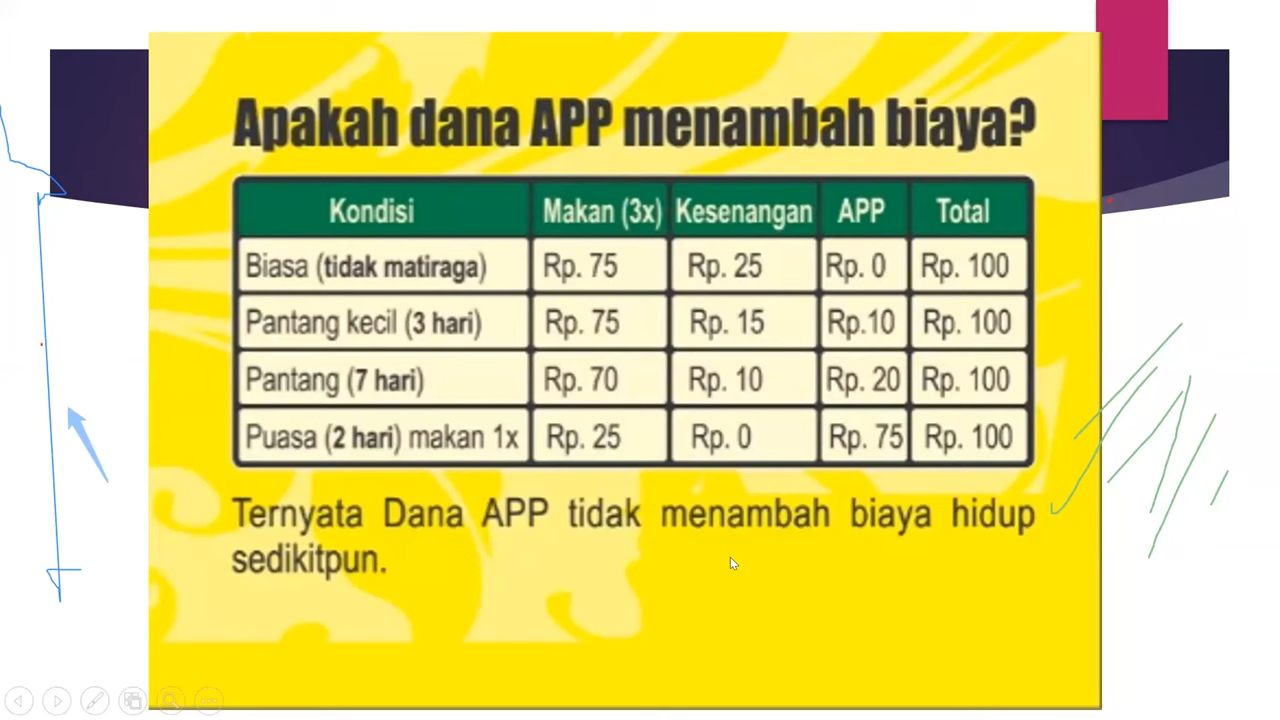 Apakah dana APP menambah biaya?
Kondisi Makan (3x) Kesenangan APP Total
Biasa (tidak matiraga) Rp. 75 Rp. 25 Rp. 0 Rp. 100
Pantang kecil (3 hari) Rp. 75 Rp. 15 Rp.10 Rp. 100
Pantang (7 hari) Rp. 70 Rp. 10 Rp. 20 Rp. 100
Puasa (2 hari) makan 1x Rp. 25 Rp. 0 Rp. 75 Rp. 100
Ternyata Dana APP tidak menambah biaya hidup
sedikitpun.